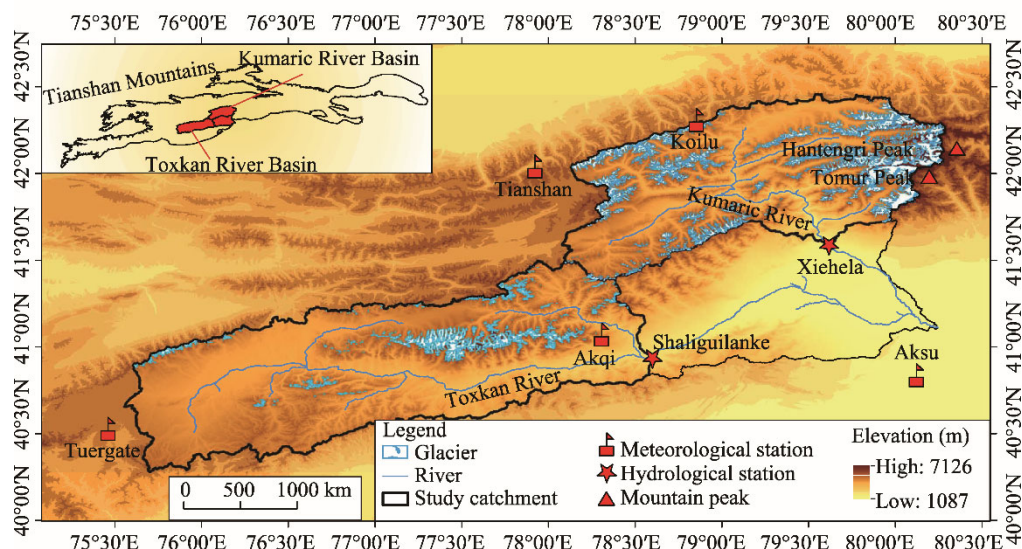 75°30'E 76°00'E 76°30'E 77°00'E 77°30'E 78°00'E 78°30'E 79°00'E 79°30'E 80°00'E 80°30'E
42°30'N
42°00'N
41°30'N
41°00'N
40°30'N
40°00'N
42°30'N
42°00'N
41°30'N
41°00'N
40°30'N
40°00'N
Kumaric River Basin
Tianshan Mountains
Toxkan River Basin
Koilu
Hantengri Peak
Tianshan
Tomur Peak
Kumaric River
Xiehela
Shaliguilanke
Akqi
Aksu
Toxkan River
Tuergate
0 500 1000 km
Legend
Glacier
River
Study catchment
Meteorological station
Hydrological station
Mountain peak
Elevation (m)
High: 7126
Low: 1087
75°30'E 76°00'E 76°30'E 77°00'E 77°30'E 78°00'E 78°30'E 79°00'E 79°30'E 80°00'E 80°30'E